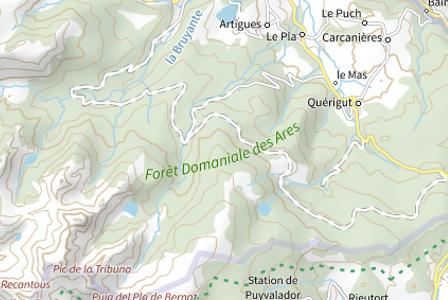 Le Puch
Artigues
la Bruyante
Le Pla
Carcanières
le Mas
Quérigut
Forêt Domaniale des Ares
Pic de la Tribuna
Recantous
Puig del Pla de Bernat
Station de
Puyvalador
Rieutort